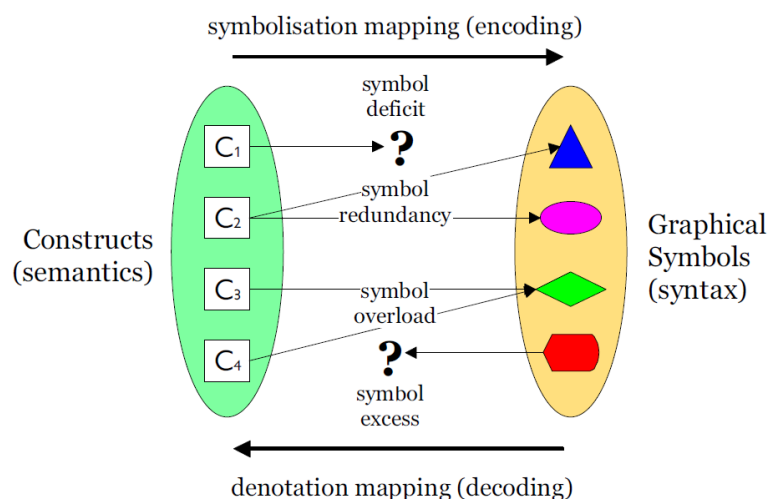 symbolisation mapping (encoding)
symbol
deficit
C₁
?
symbol
redundancy
C₂
Constructs
(semantics)
Graphical
Symbols
(syntax)
C₃
symbol
overload
C₄
?
symbol
excess
denotation mapping (decoding)